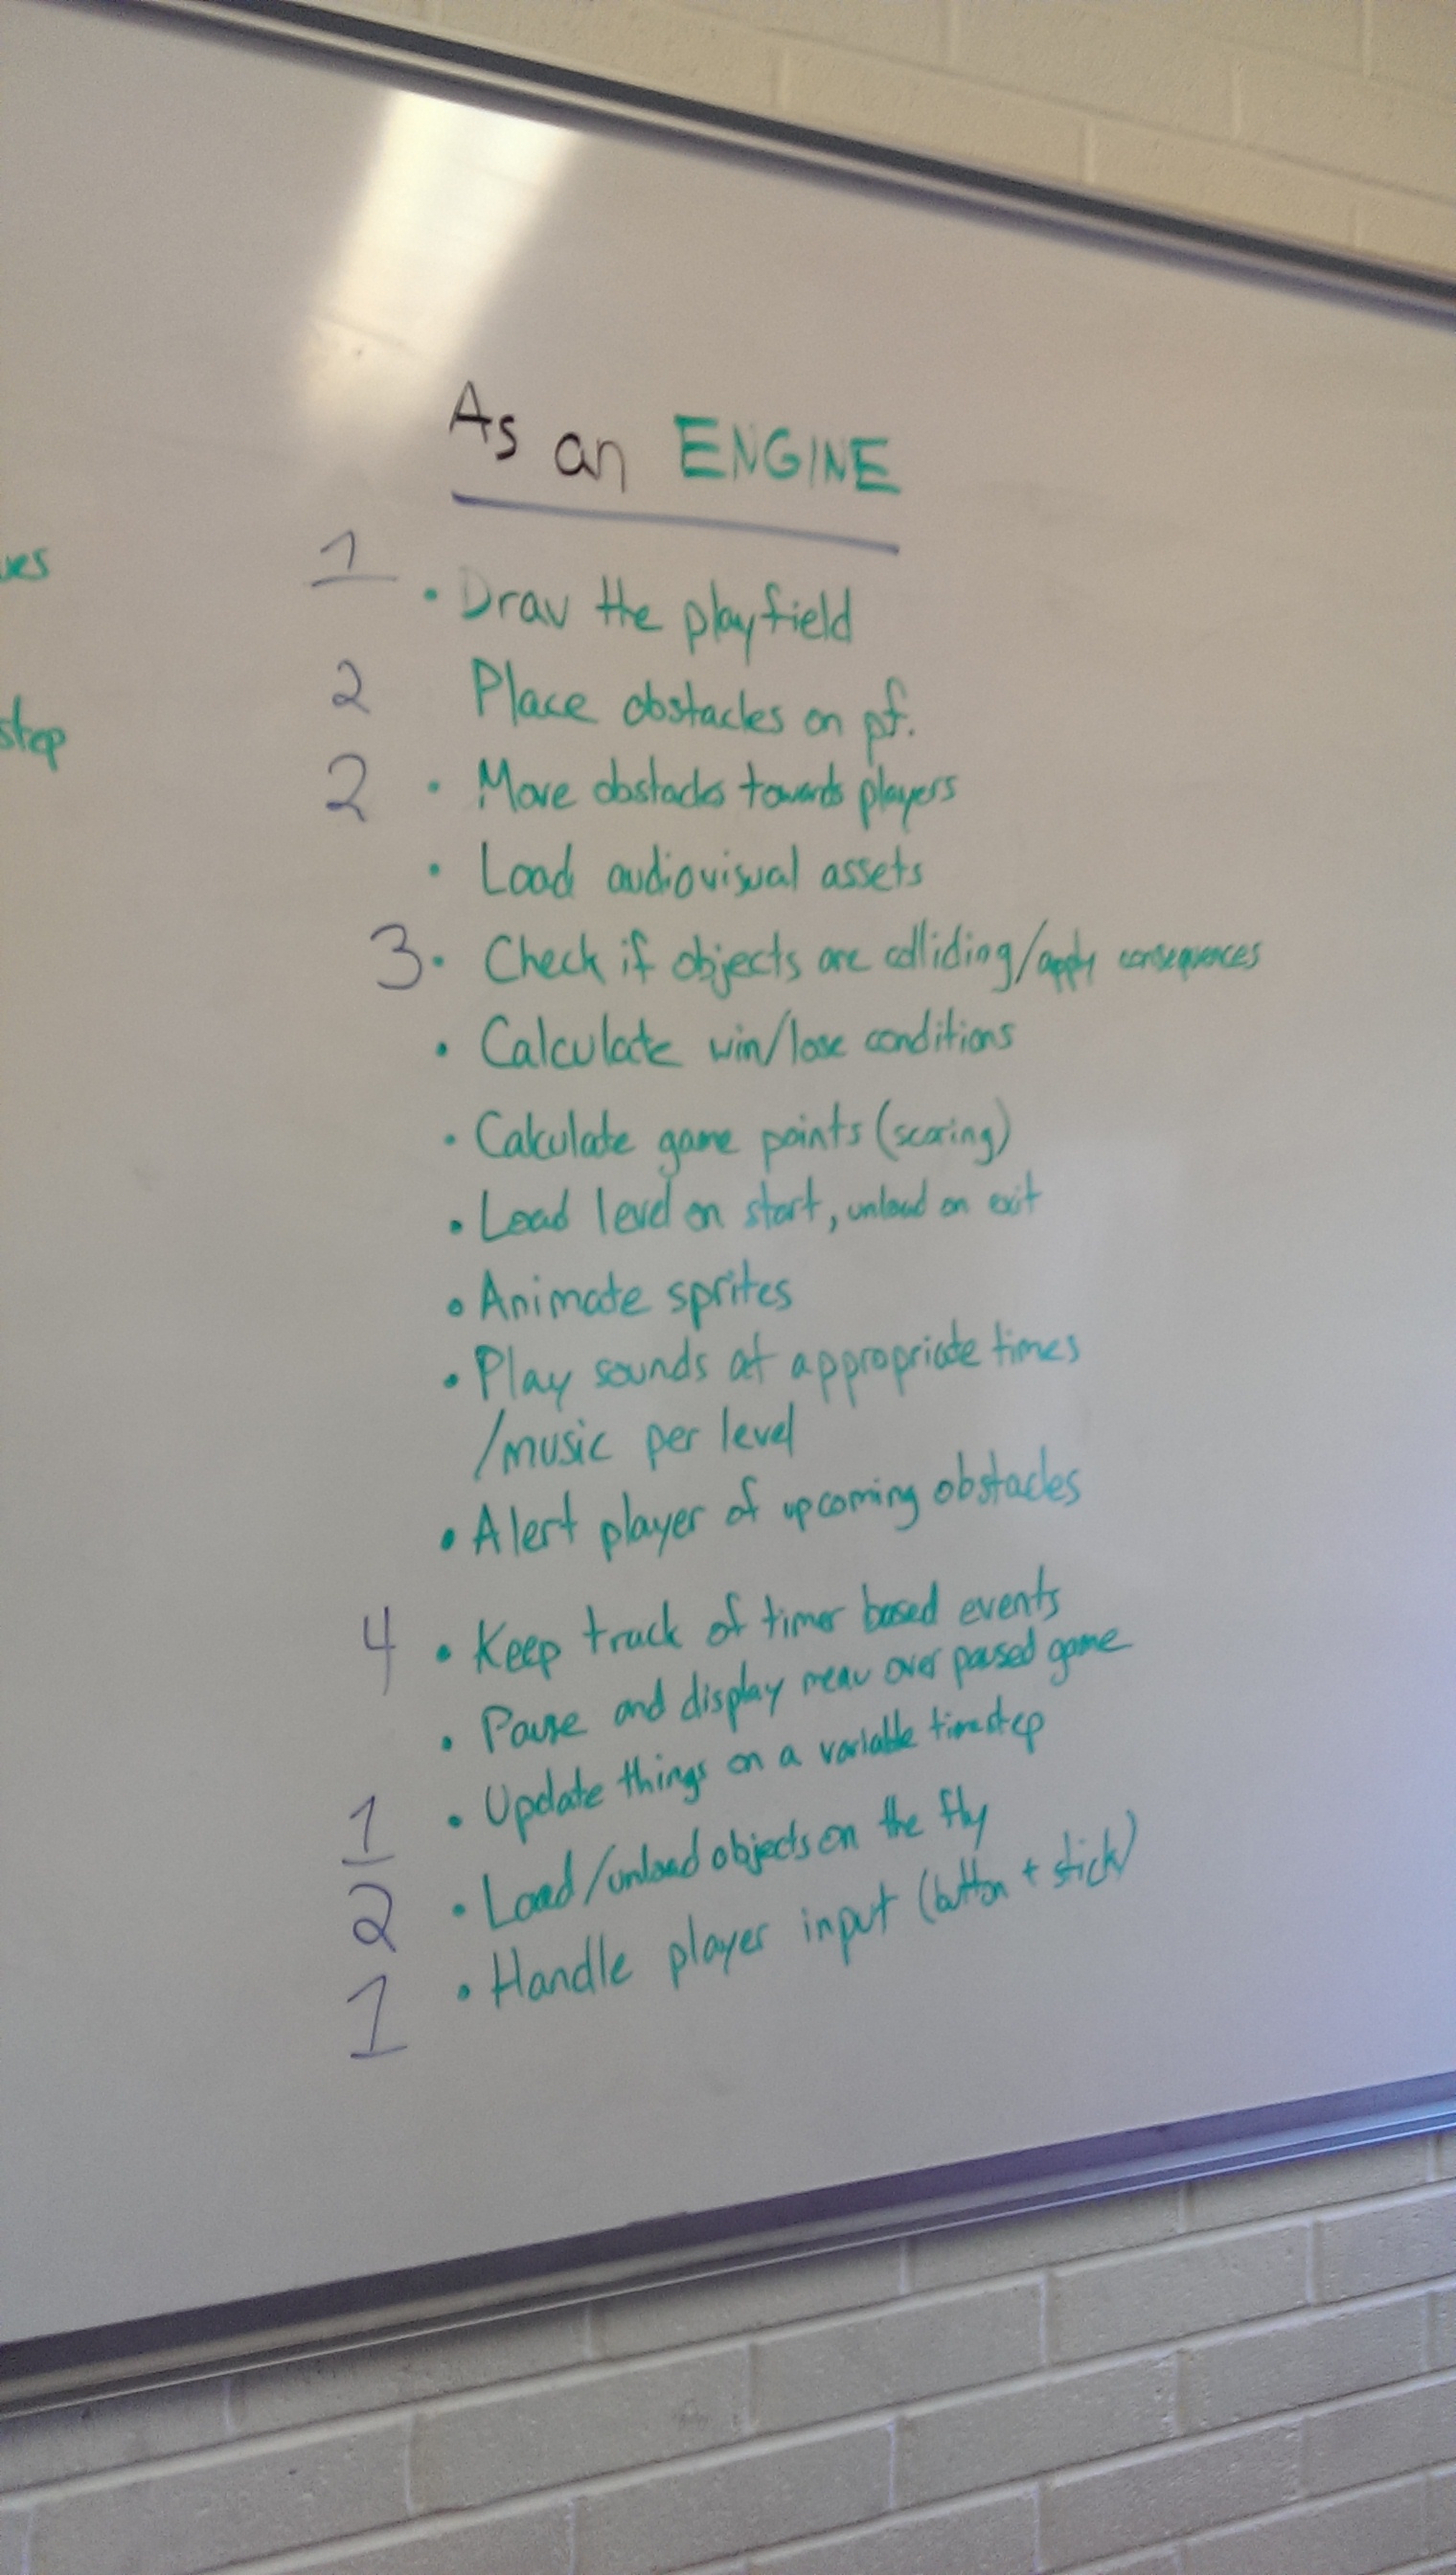 As an ENGINE
1 • Draw the playfield
2 Place obstacles on pf.
2 • Move obstacles towards players
• Load audiovisual assets
3 • Check if objects are colliding/apply consequences
• Calculate win/lose conditions
• Calculate game points (scoring)
• Load level on start, unload on exit
• Animate sprites
• Play sounds at appropriate times
/music per level
• Alert player of upcoming obstacles
4 • Keep track of timer based events
• Pause and display menu over paused game
1 • Update things on a variable timestep
2 • Load/unload objects on the fly
1 • Handle player input (button + stick)
step